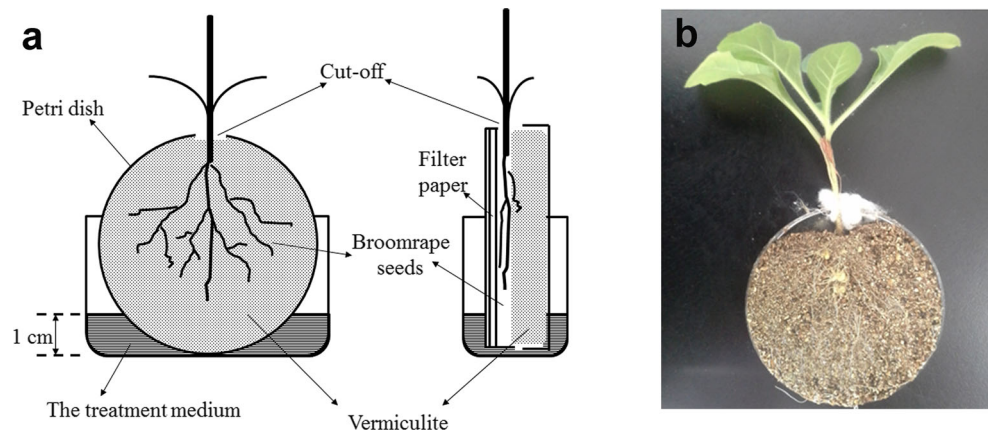 a
Cut-off
Petri dish
Filter
paper
Broomrape
seeds
1 cm
The treatment medium
Vermiculite
b